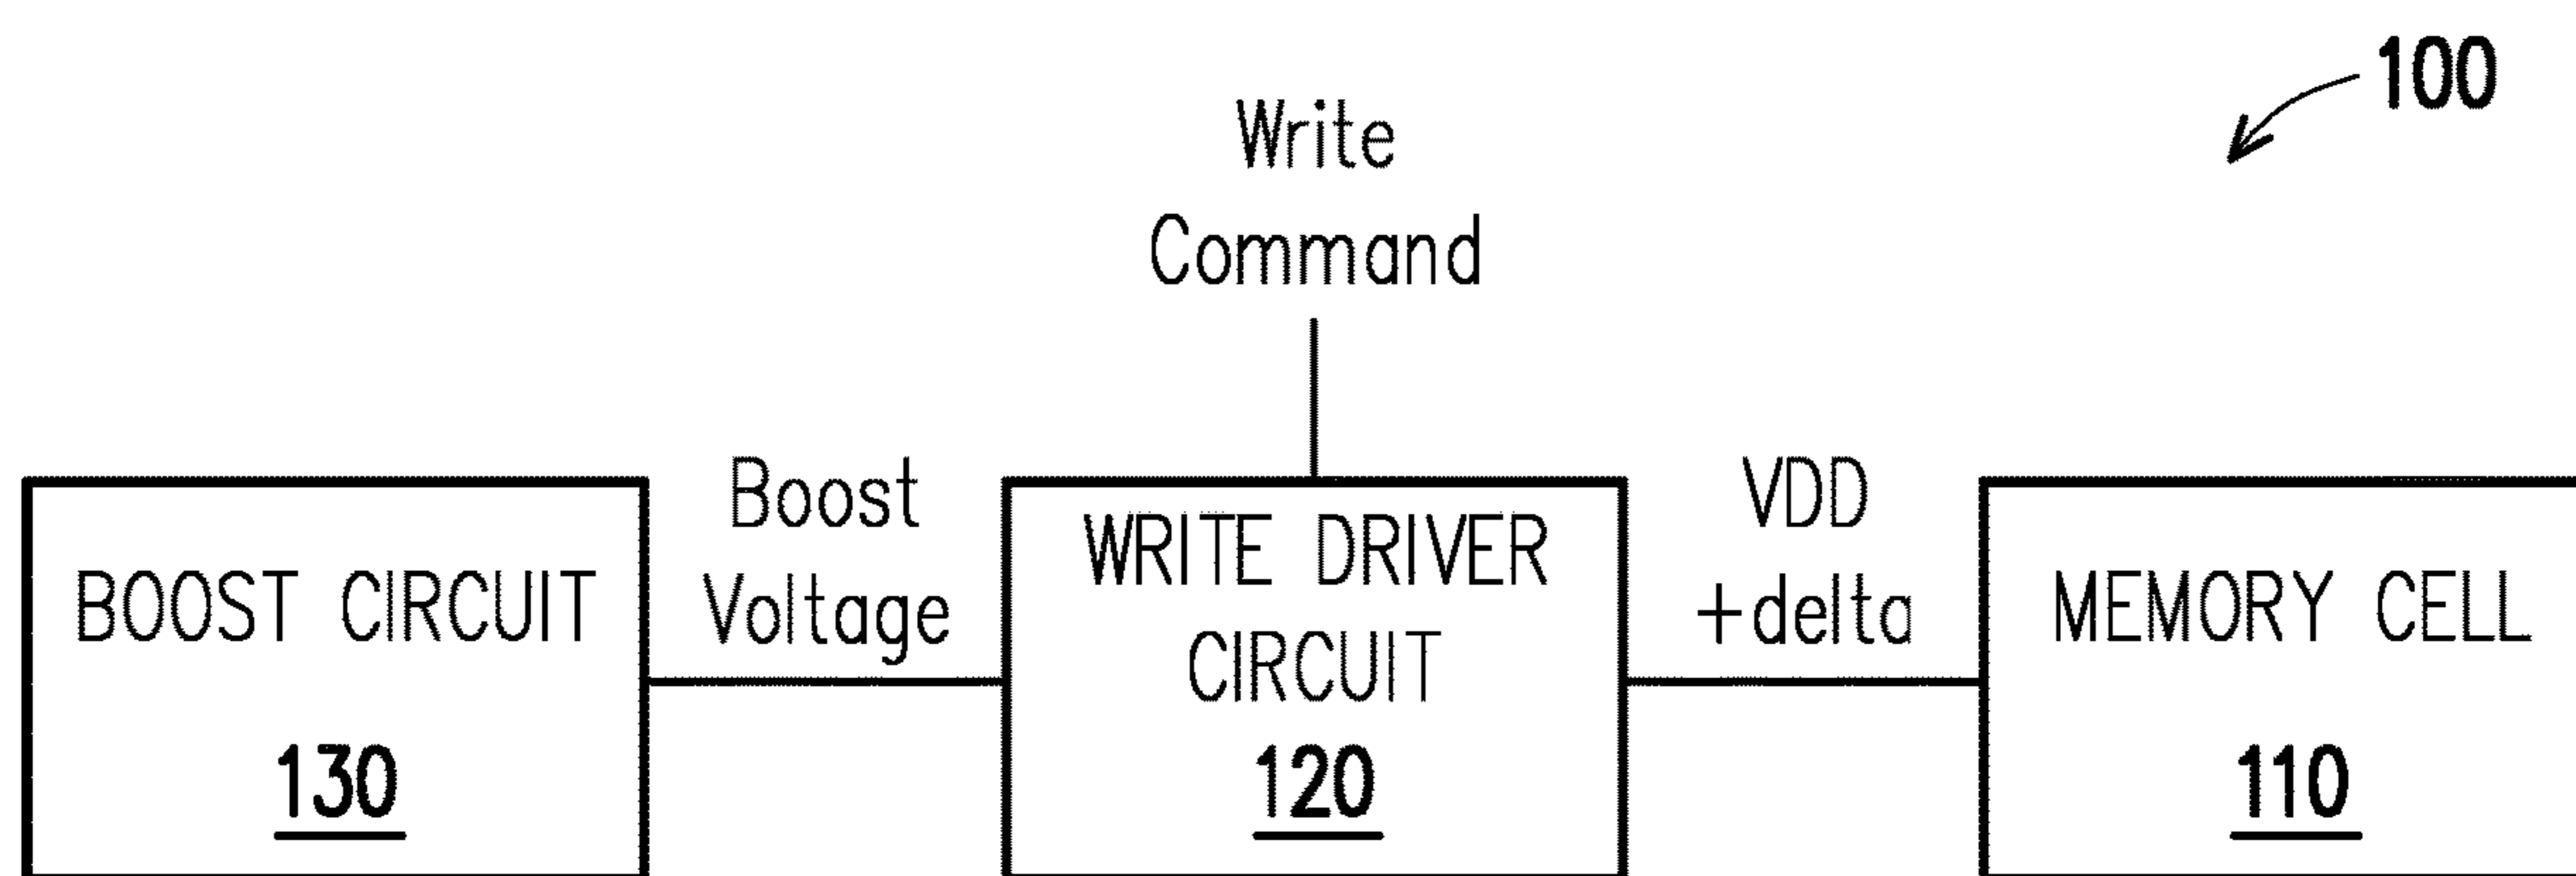 100
Write
Command
Boost
Voltage
VDD
+delta
BOOST CIRCUIT
130
WRITE DRIVER
CIRCUIT
120
MEMORY CELL
110